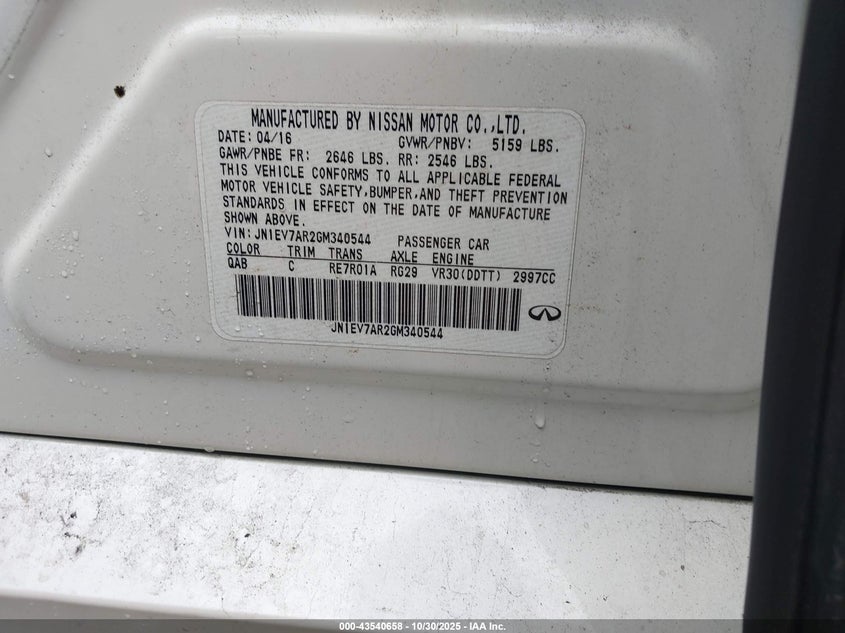 MANUFACTURED BY NISSAN MOTOR CO.,LTD.
DATE: 04/16 GVWR/PNBV: 5159 LBS.
GAWR/PNBE FR: 2646 LBS. RR: 2546 LBS.
THIS VEHICLE CONFORMS TO ALL APPLICABLE FEDERAL
MOTOR VEHICLE SAFETY,BUMPER,AND THEFT PREVENTION
STANDARDS IN EFFECT ON THE DATE OF MANUFACTURE
SHOWN ABOVE.
VIN: JN1EV7AR2GM340544 PASSENGER CAR
COLOR TRIM TRANS AXLE ENGINE
QAB C RE7R01A RG29 VR30(DDTT) 2997CC
JN1EV7AR2GM340544
000-43540658 - 10/30/2025 - IAA Inc.